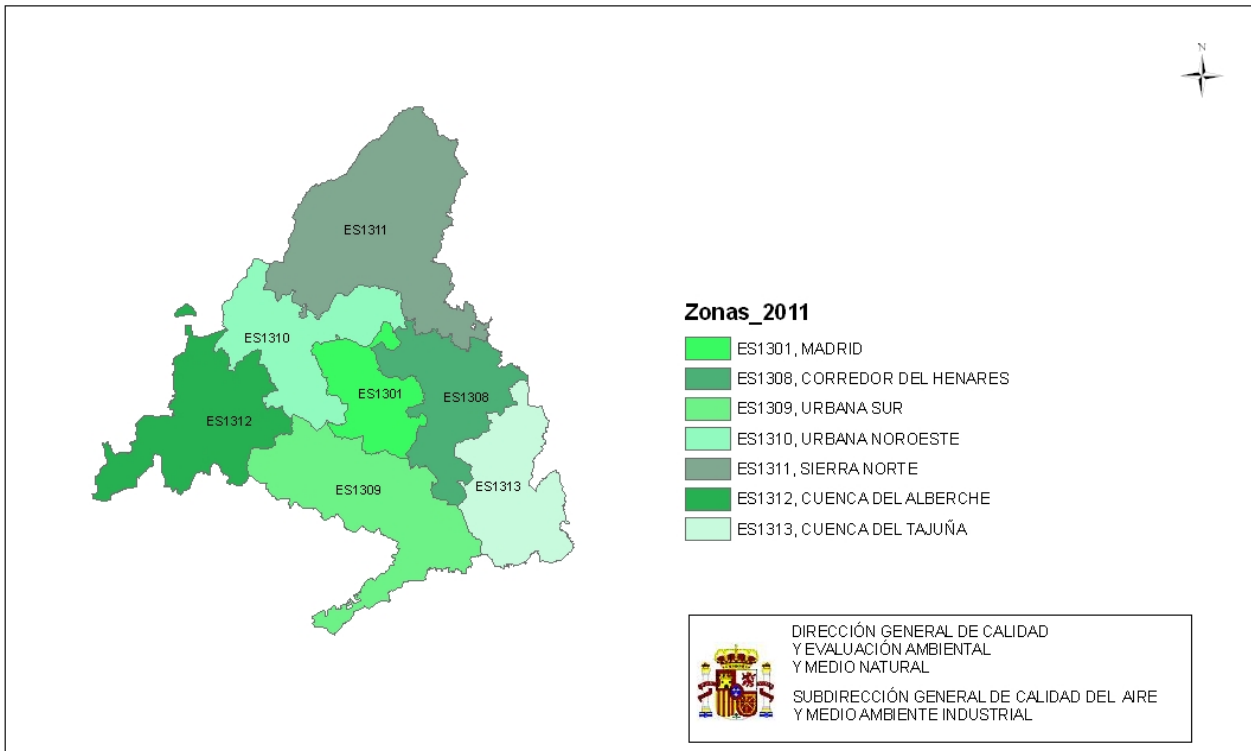 N
ES1311
ES1310
ES1301
ES1308
ES1312
ES1309
ES1313
Zonas_2011
ES1301, MADRID
ES1308, CORREDOR DEL HENARES
ES1309, URBANA SUR
ES1310, URBANA NOROESTE
ES1311, SIERRA NORTE
ES1312, CUENCA DEL ALBERCHE
ES1313, CUENCA DEL TAJUÑA
DIRECCIÓN GENERAL DE CALIDAD
Y EVALUACIÓN AMBIENTAL
Y MEDIO NATURAL
SUBDIRECCIÓN GENERAL DE CALIDAD DEL AIRE
Y MEDIO AMBIENTE INDUSTRIAL